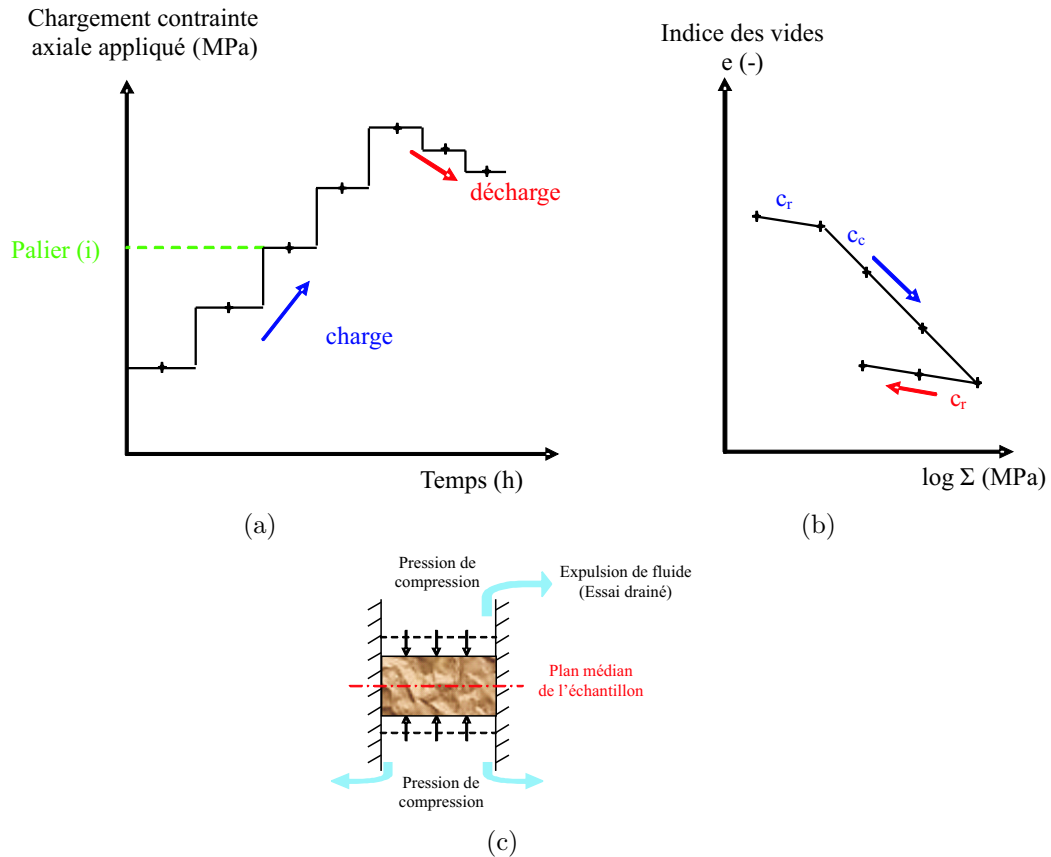 Chargement contrainte
axiale appliqué (MPa)
Palier (i)
charge
décharge
Temps (h)
(a)
Indice des vides
e (-)
cr
cc
cr
log Σ (MPa)
(b)
Pression de
compression
Expulsion de fluide
(Essai drainé)
Plan médian
de l'échantillon
Pression de
compression
(c)